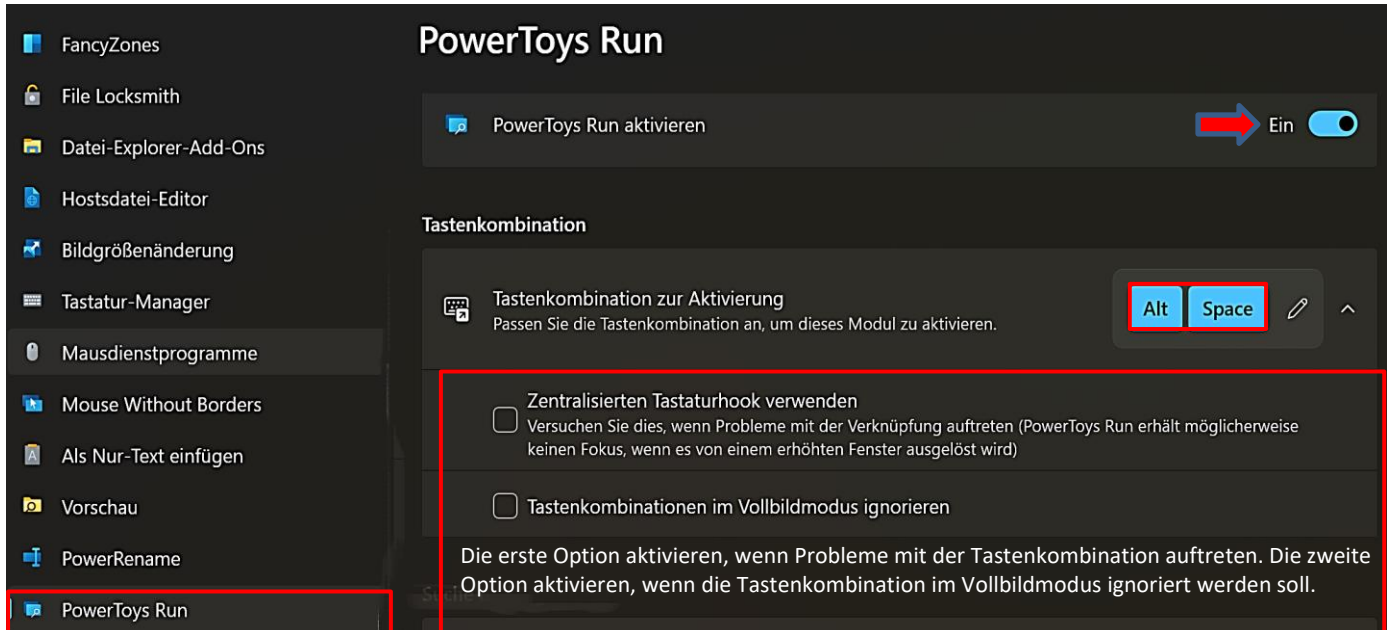 FancyZones
File Locksmith
Datei-Explorer-Add-Ons
Hostsdatei-Editor
Bildgrößenänderung
Tastatur-Manager
Mausdienstprogramme
Mouse Without Borders
Als Nur-Text einfügen
Vorschau
PowerRename
PowerToys Run
PowerToys Run
PowerToys Run aktivieren
Ein
Tastenkombination
Tastenkombination zur Aktivierung
Passen Sie die Tastenkombination an, um dieses Modul zu aktivieren.
Alt Space
Zentralisierten Tastaturhook verwenden
Versuchen Sie dies, wenn Probleme mit der Verknüpfung auftreten (PowerToys Run erhält möglicherweise
keinen Fokus, wenn es von einem erhöhten Fenster ausgelöst wird)
Tastenkombinationen im Vollbildmodus ignorieren
Die erste Option aktivieren, wenn Probleme mit der Tastenkombination auftreten. Die zweite
Option aktivieren, wenn die Tastenkombination im Vollbildmodus ignoriert werden soll.
Suche